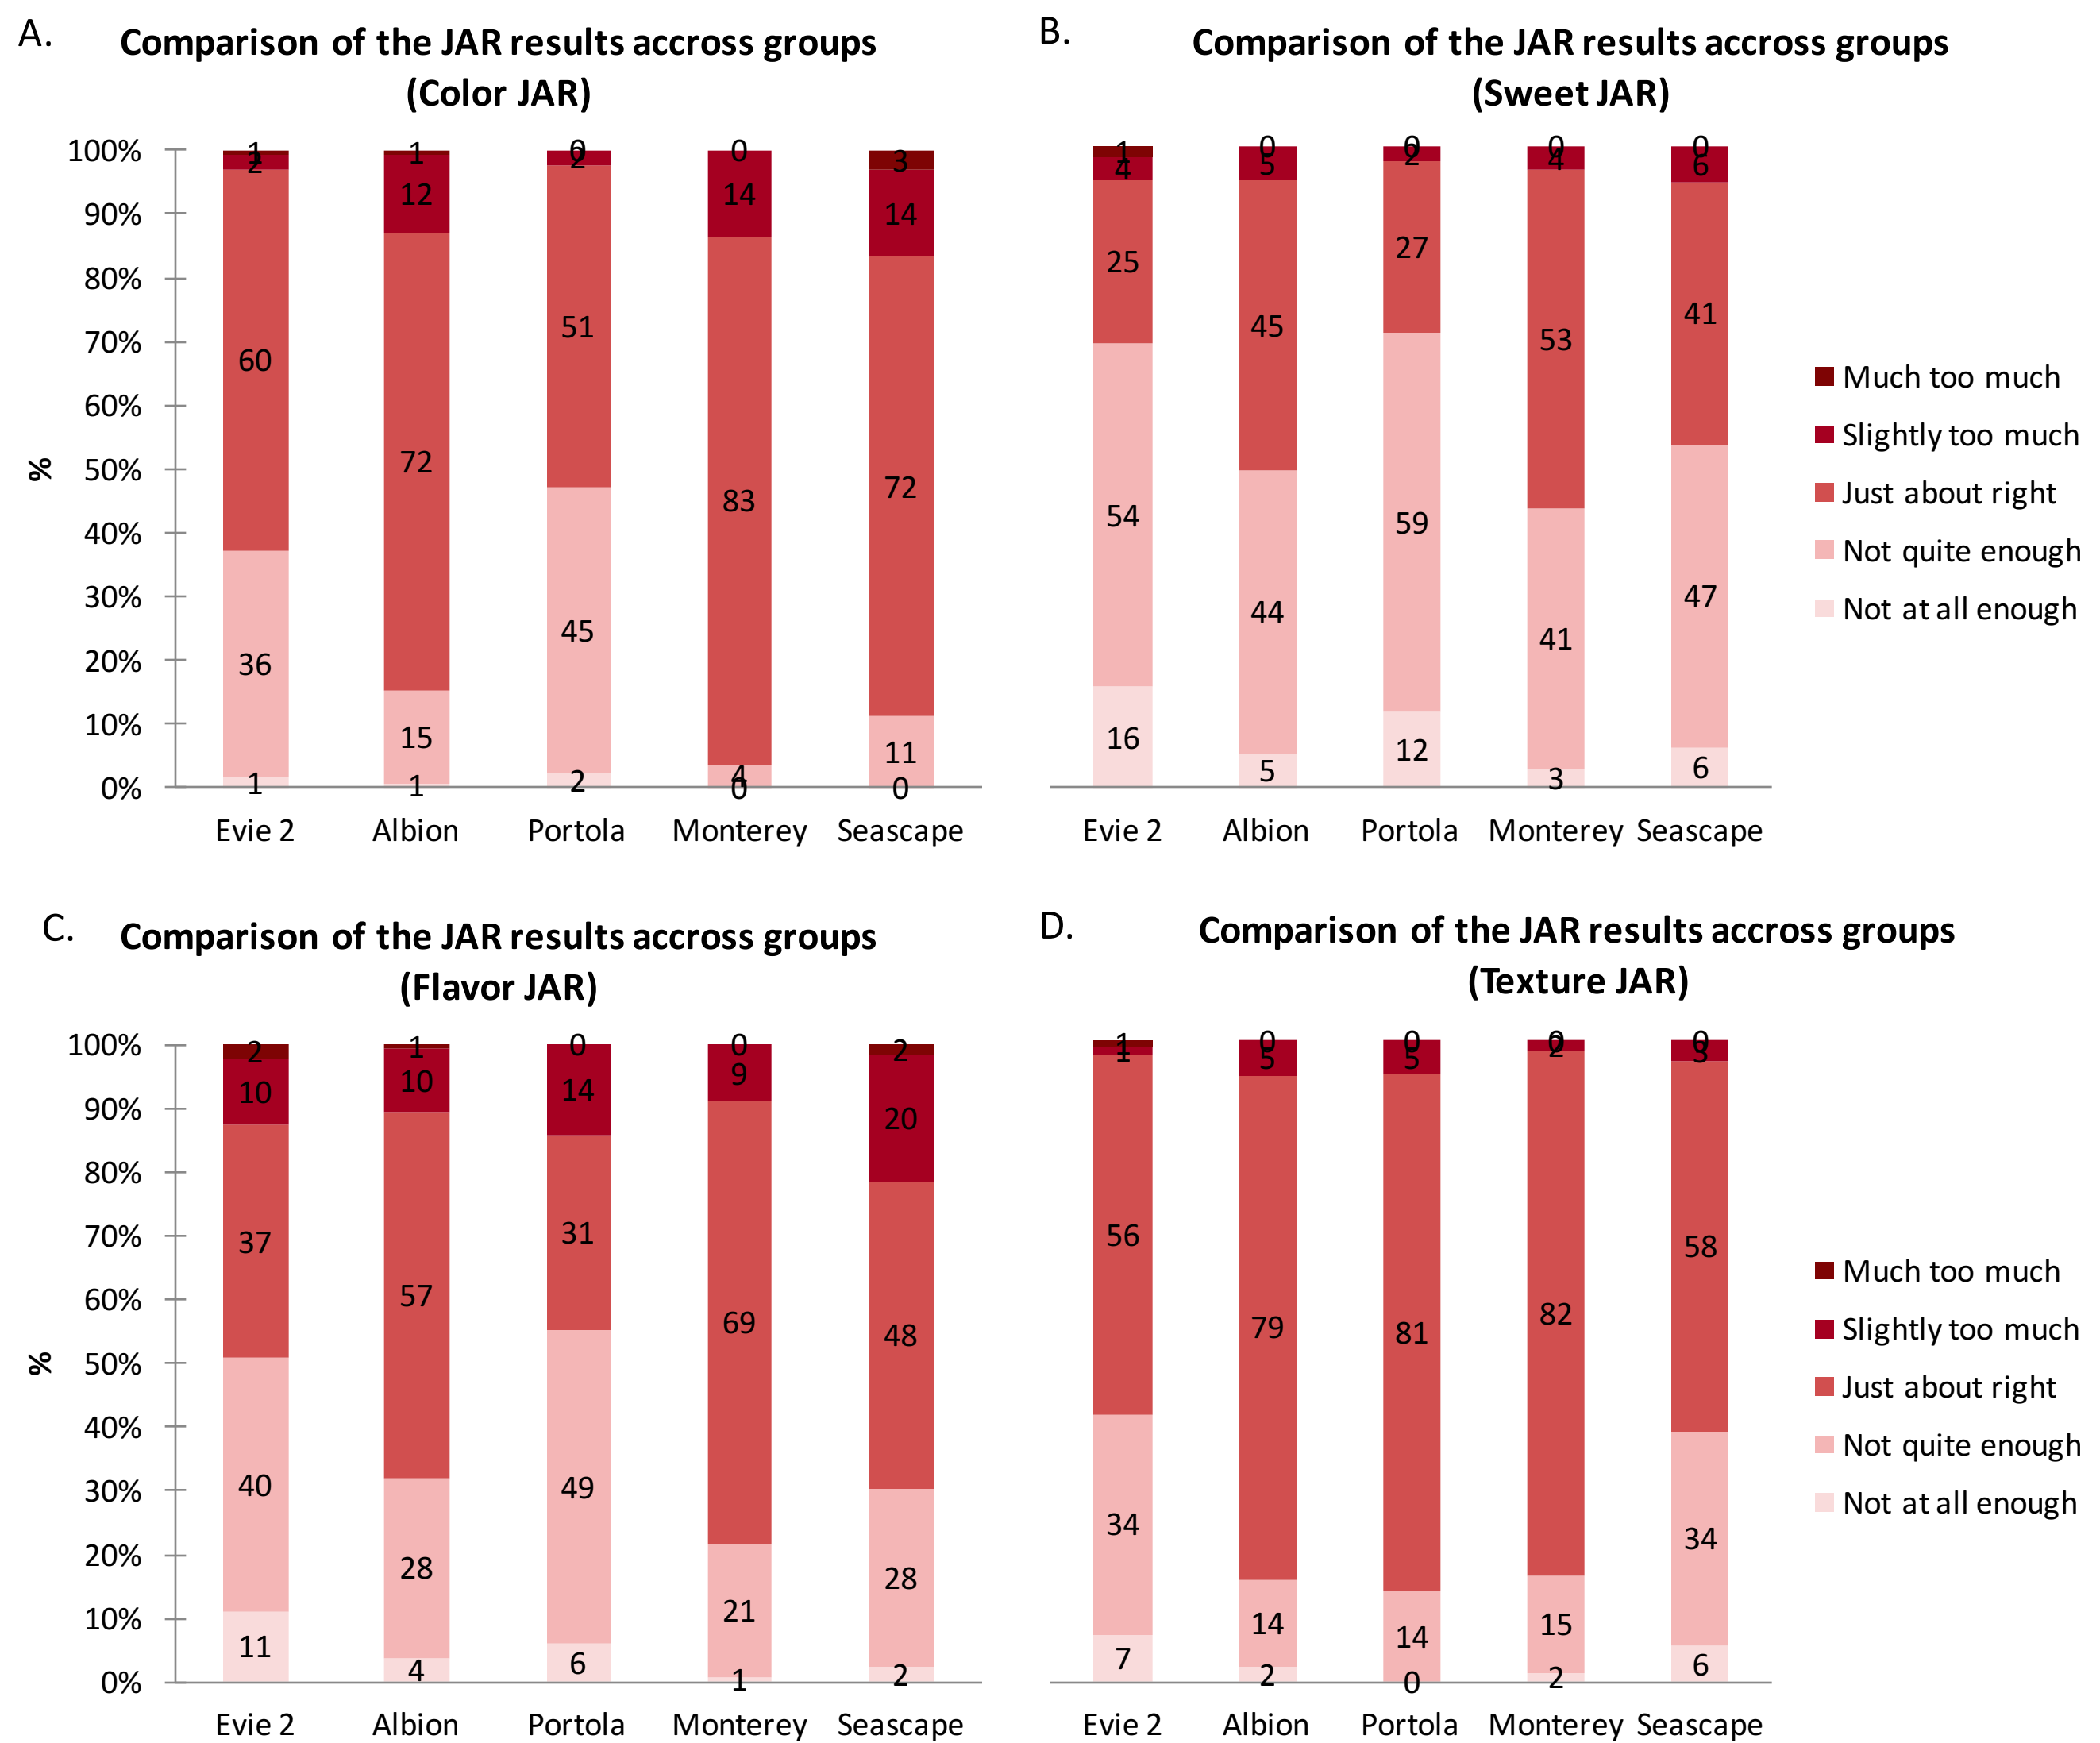 A.
Comparison of the JAR results accross groups
(Color JAR)
100% 1 1 0 0 3
90% 2 12 2 14 14
80%
70% 60 72 51 83 72
60%
50%
%
40%
30% 36 15 45 4 11
20%
10%
0% 1 1 2 0 0
Evie 2 Albion Portola Monterey Seascape
B.
Comparison of the JAR results accross groups
(Sweet JAR)
1 0 0 0 0
4 5 2 4 6
25 45 27 53 41
54 44 59 41 47
16 5 12 3 6
Evie 2 Albion Portola Monterey Seascape
Much too much
Slightly too much
Just about right
Not quite enough
Not at all enough
C.
Comparison of the JAR results accross groups
(Flavor JAR)
100% 2 1 0 0 2
90% 10 10 14 9 20
80%
70% 37 57 31 69 48
60%
50%
%
40%
30% 40 28 49 21 28
20%
10%
0% 11 4 6 1 2
Evie 2 Albion Portola Monterey Seascape
D.
Comparison of the JAR results accross groups
(Texture JAR)
1 0 0 0 0
1 5 5 2 3
56 79 81 82 58
34 14 14 15 34
7 2 0 2 6
Evie 2 Albion Portola Monterey Seascape
Much too much
Slightly too much
Just about right
Not quite enough
Not at all enough